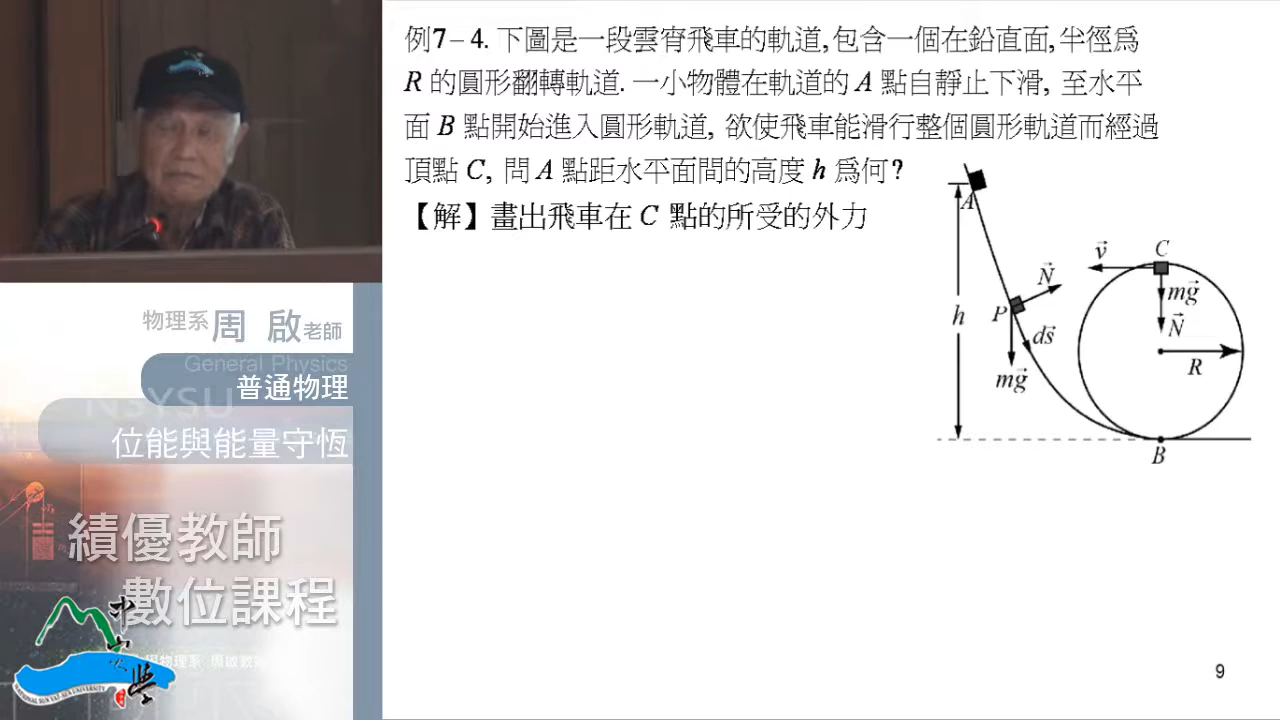 例7－4. 下圖是一段雲宵飛車的軌道,包含一個在鉛直面,半徑為
R 的圓形翻轉軌道. 一小物體在軌道的 A 點自靜止下滑, 至水平
面 B 點開始進入圓形軌道, 欲使飛車能滑行整個圓形軌道而經過
頂點 C, 問 A 點距水平面間的高度 h 為何?
【解】畫出飛車在 C 點的所受的外力
A
h
P
N
ds
mg
v
C
mg
N
R
B
物理系周 啟老師
General Physics
普通物理
NSYSU
位能與能量守恆
績優教師
數位課程
NATIONAL SUN YAT-SEN UNIVERSITY
9